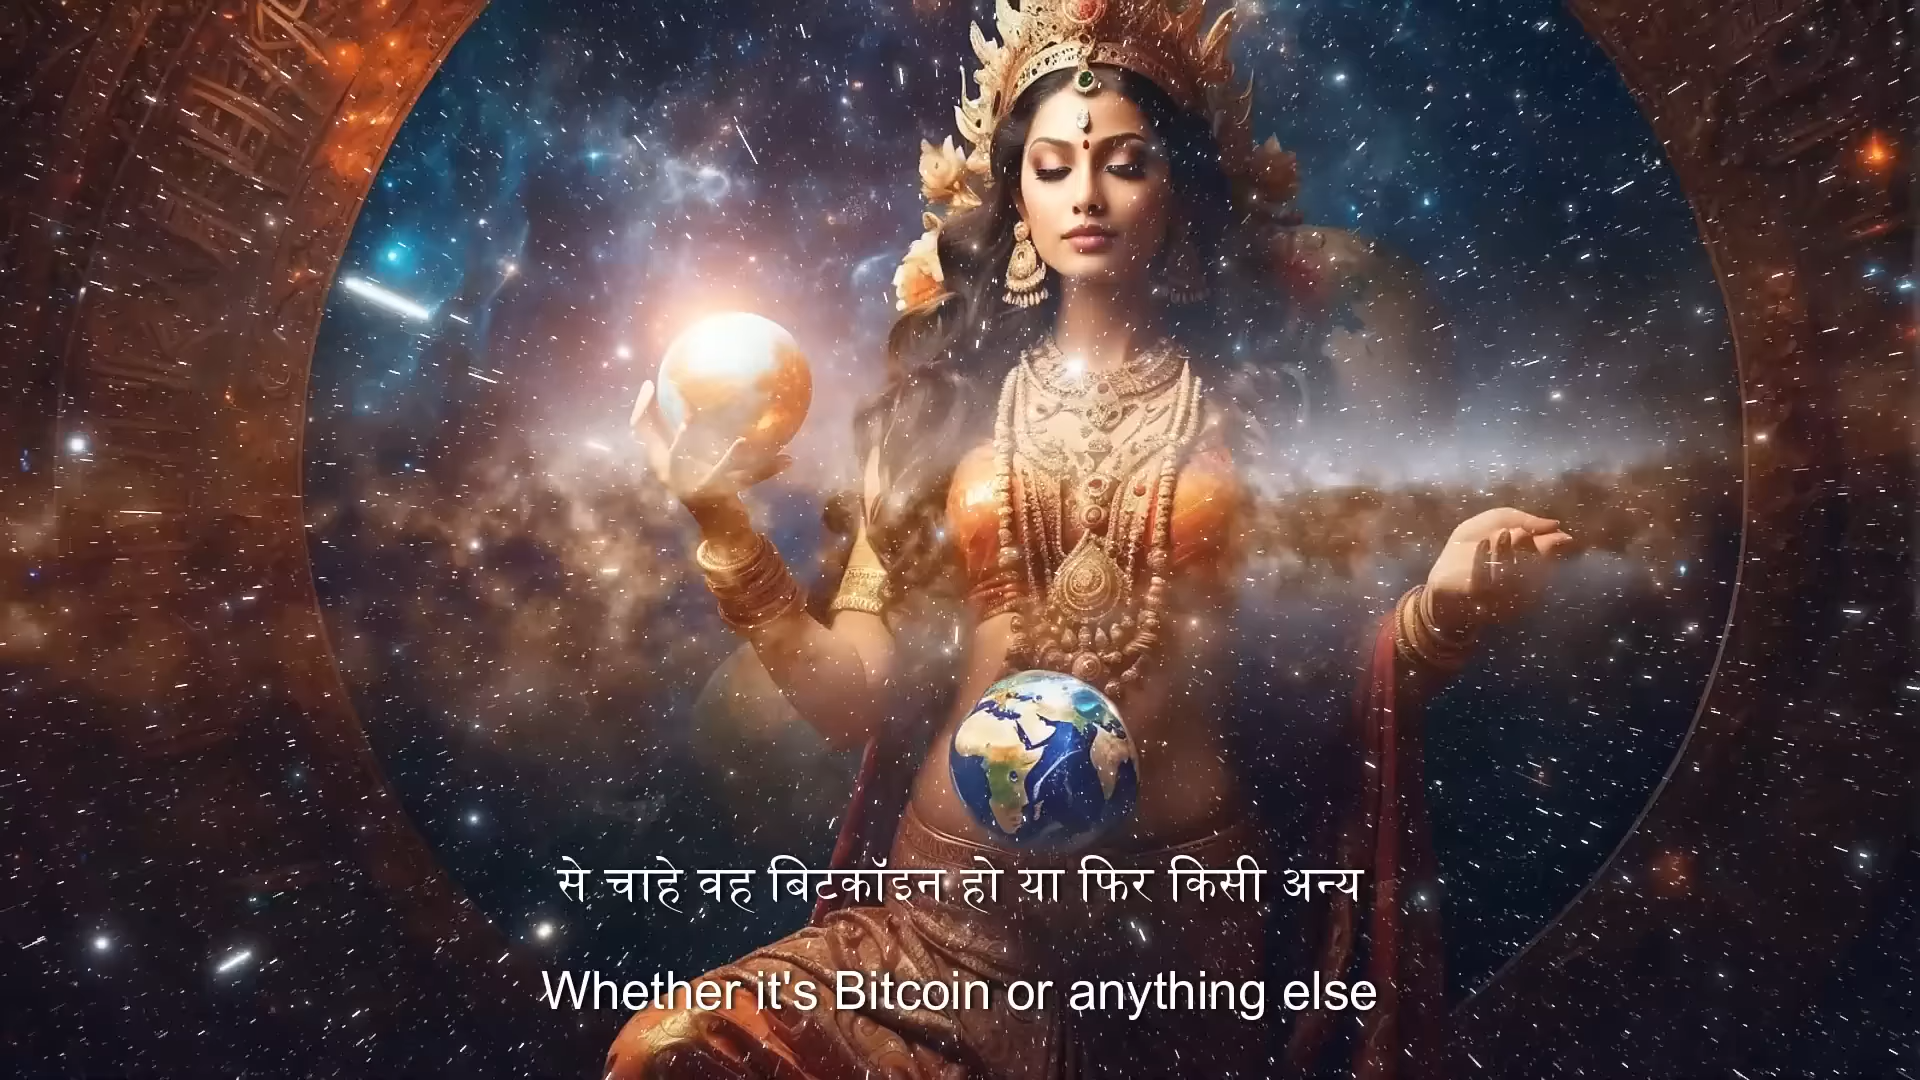 से चाहे वह बिटकॉइन हो या फिर किसी अन्य
Whether it's Bitcoin or anything else